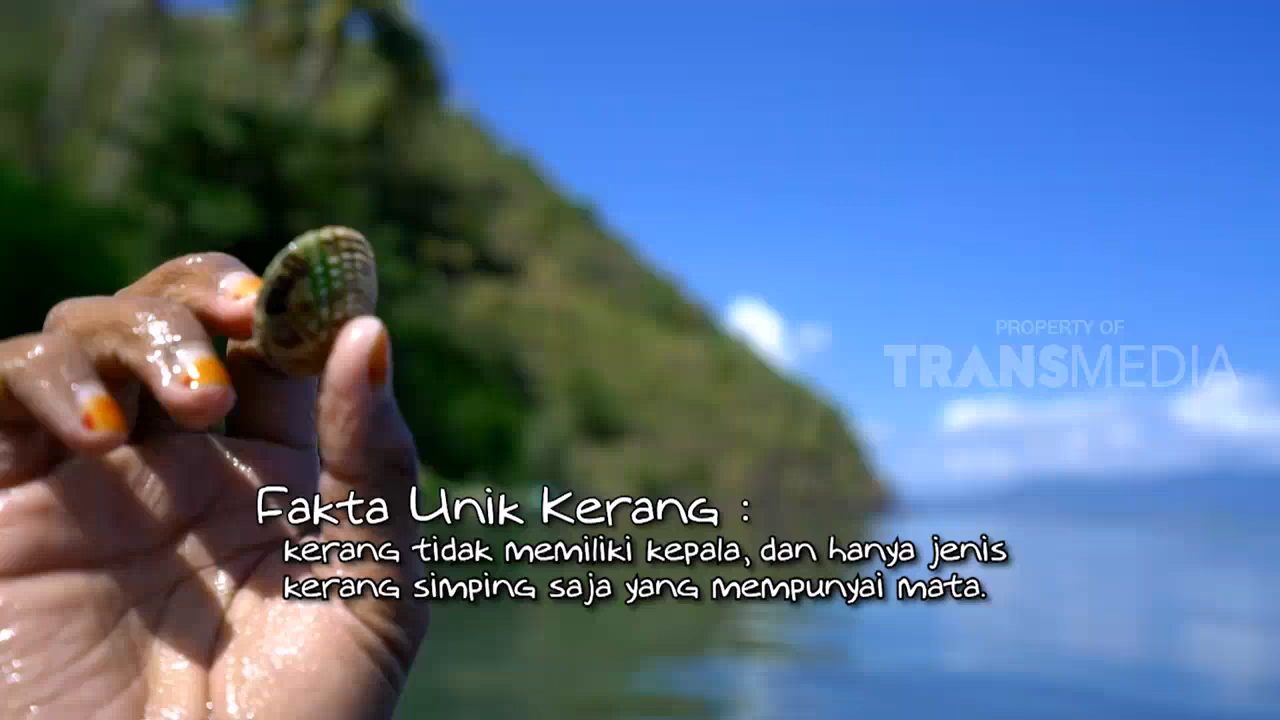 PROPERTY OF
TRANSMEDIA
Fakta Unik Kerang :
kerang tidak memiliki kepala, dan hanya jenis
kerang simping saja yang mempunyai mata.